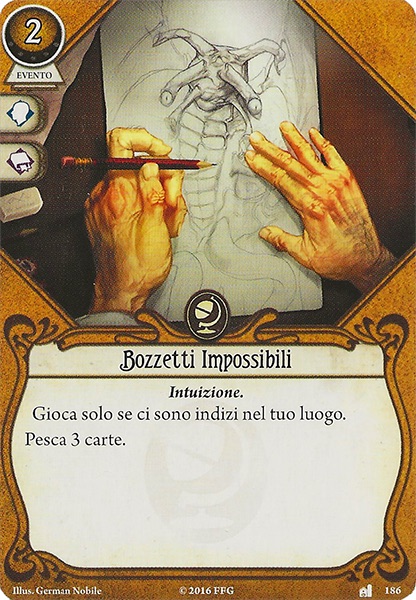 2
EVENTO
Bozzetti Impossibili
Intuizione.
Gioca solo se ci sono indizi nel tuo luogo.
Pesca 3 carte.
Illus. German Nobile © 2016 FFG 186